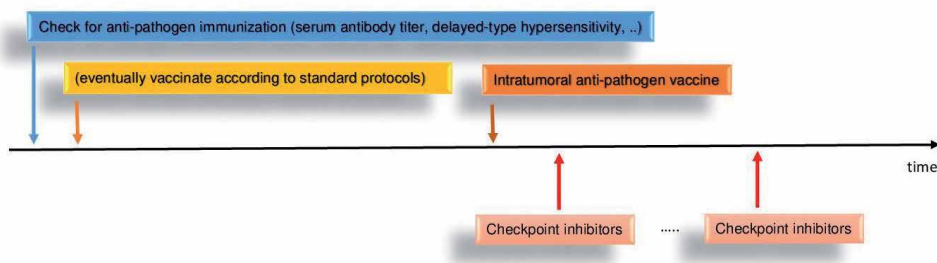 Check for anti-pathogen immunization (serum antibody titer, delayed-type hypersensitivity, ..)
(eventually vaccinate according to standard protocols)
Intratumoral anti-pathogen vaccine
time
Checkpoint inhibitors
.....
Checkpoint inhibitors